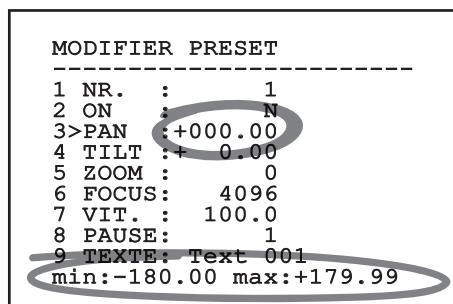 MODIFIER PRESET
------------------------
1 NR.  :        1
2 ON   :        N
3>PAN  :+000.00
4 TILT :+  0.00
5 ZOOM :        0
6 FOCUS:   4096
7 VIT. :  100.0
8 PAUSE:        1
9 TEXTE: Text 001
min:-180.00 max:+179.99